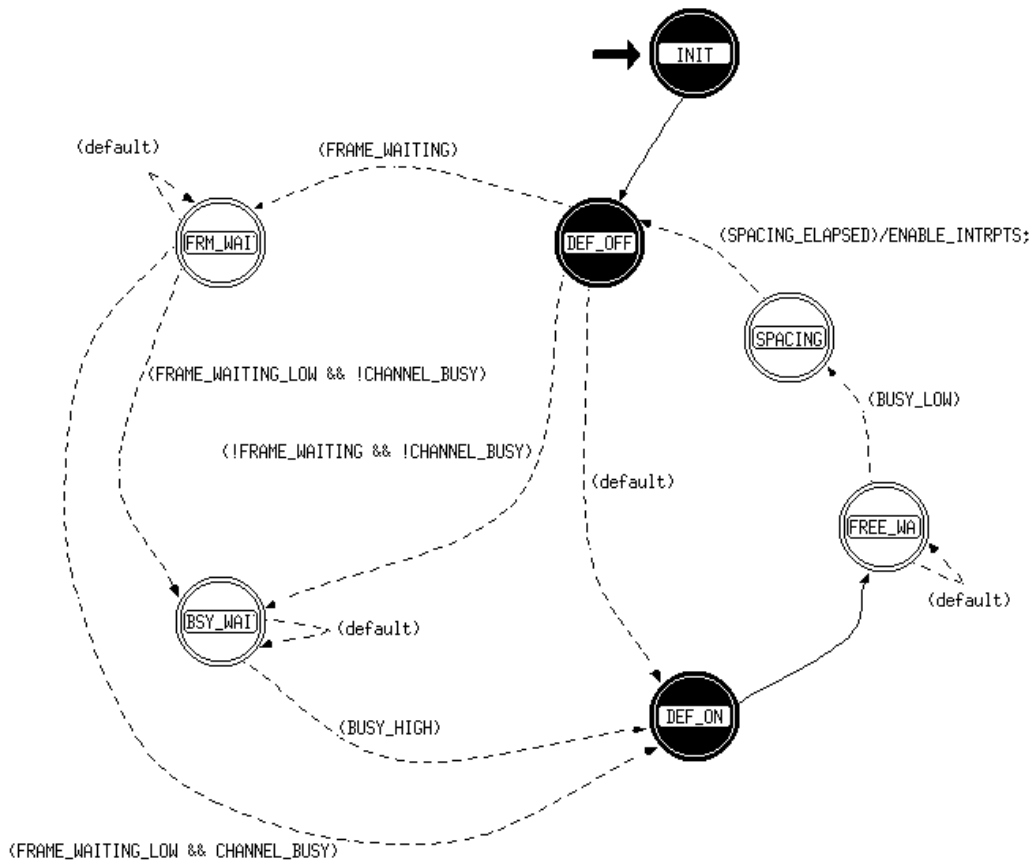 INIT
(default)
(FRAME_WAITING)
FRM_WAI
DEF_OFF
(SPACING_ELAPSED)/ENABLE_INTRPTS;
SPACING
(FRAME_WAITING_LOW && !CHANNEL_BUSY)
(BUSY_LOW)
(!FRAME_WAITING && !CHANNEL_BUSY)
(default)
FREE_WA
(default)
BSY_WAI
(default)
DEF_ON
(BUSY_HIGH)
(FRAME_WAITING_LOW && CHANNEL_BUSY)